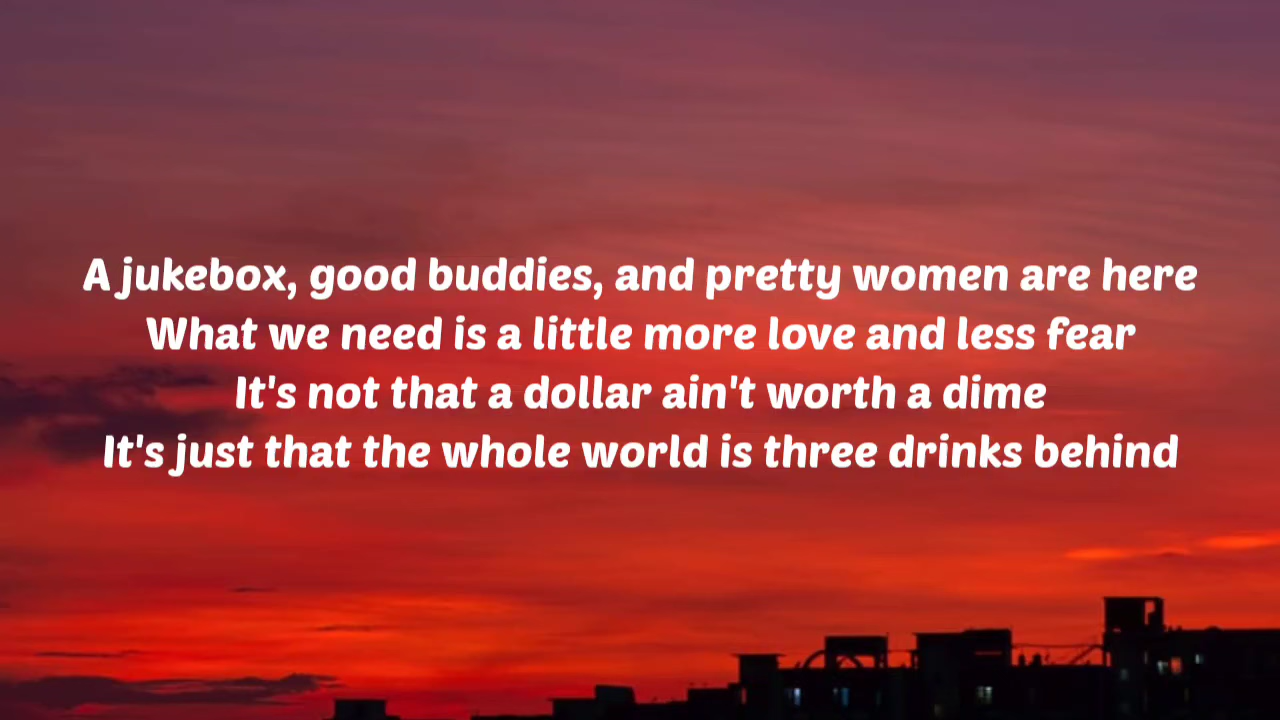 A jukebox, good buddies, and pretty women are here
What we need is a little more love and less fear
It's not that a dollar ain't worth a dime
It's just that the whole world is three drinks behind